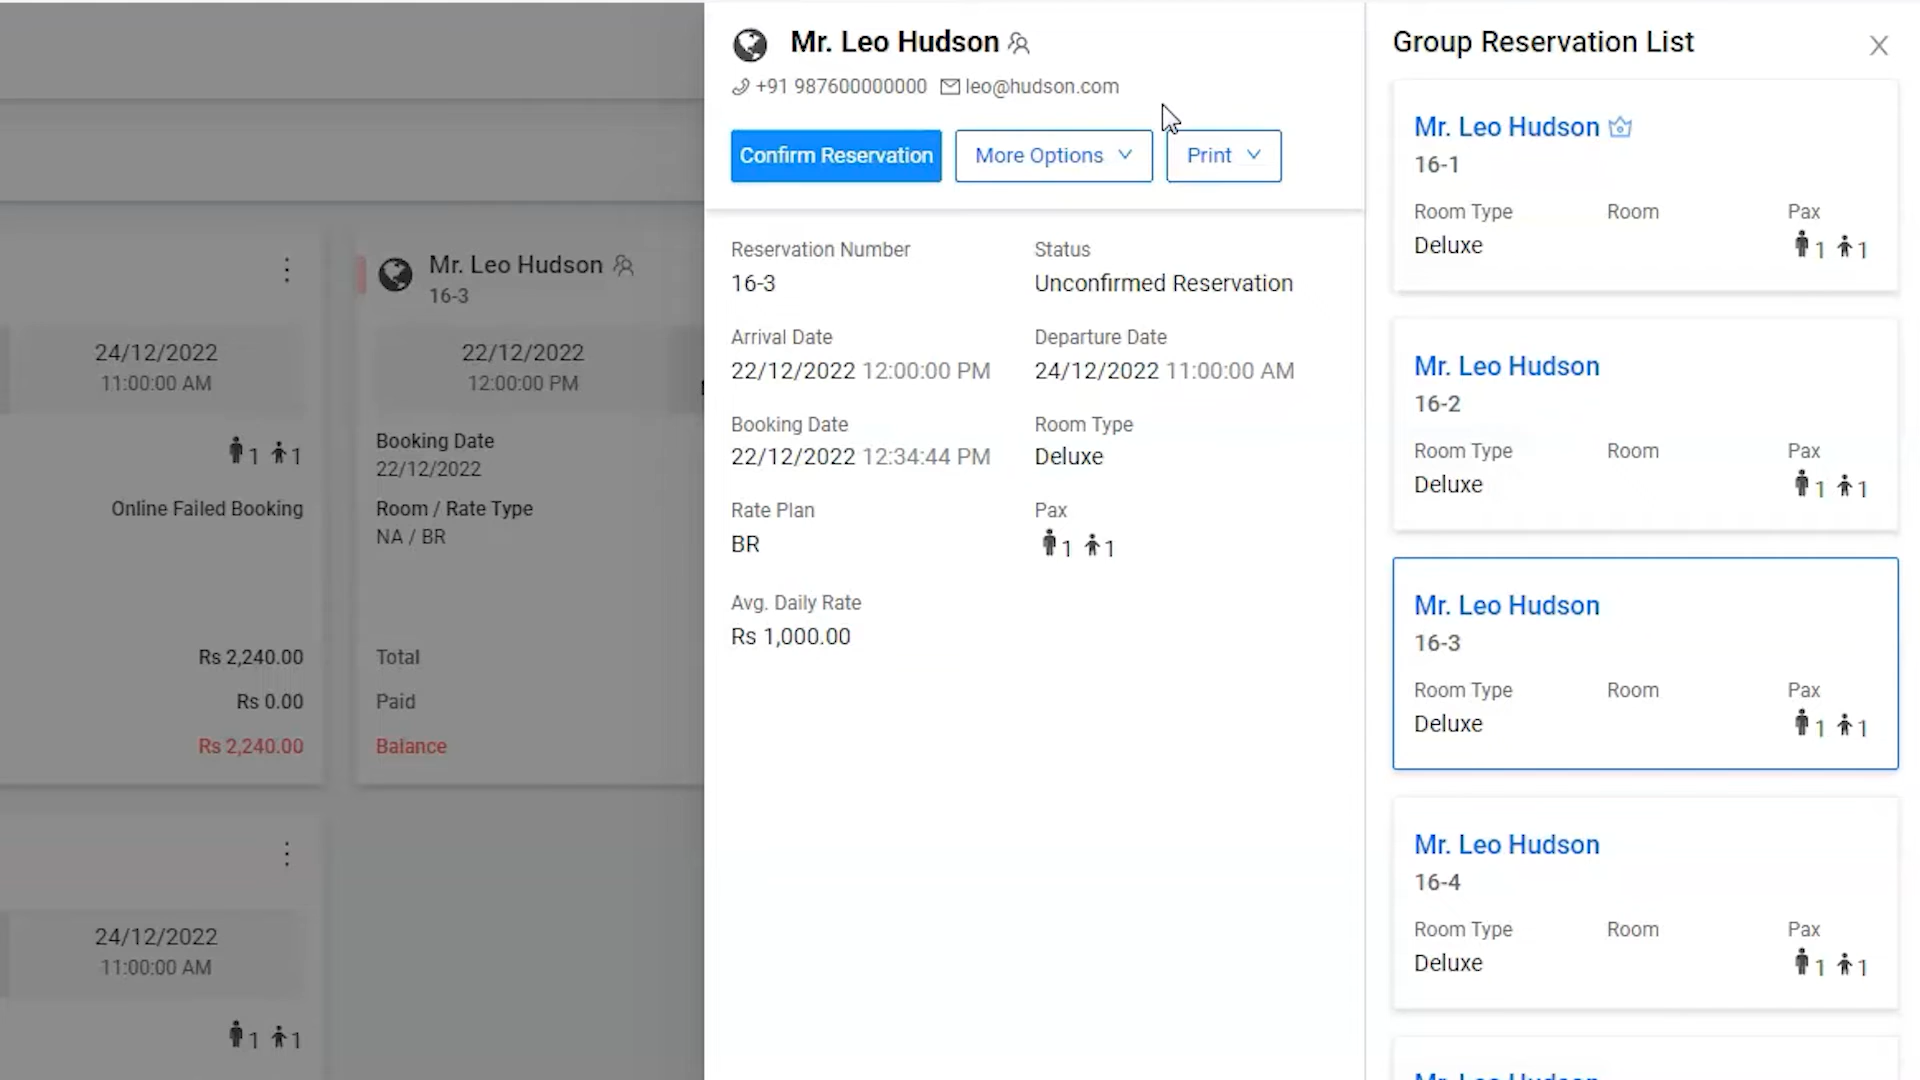 Mr. Leo Hudson
+91 987600000000 leo@hudson.com
Confirm Reservation
More Options
Print
Reservation Number
16-3
Status
Unconfirmed Reservation
Arrival Date
22/12/2022 12:00:00 PM
Departure Date
24/12/2022 11:00:00 AM
Booking Date
22/12/2022 12:34:44 PM
Room Type
Deluxe
Rate Plan
BR
Pax
1 1
Avg. Daily Rate
Rs 1,000.00
Group Reservation List
Mr. Leo Hudson
16-1
Room Type Room Pax
Deluxe 1 1
Mr. Leo Hudson
16-2
Room Type Room Pax
Deluxe 1 1
Mr. Leo Hudson
16-3
Room Type Room Pax
Deluxe 1 1
Mr. Leo Hudson
16-4
Room Type Room Pax
Deluxe 1 1
Mr. Leo Hudson
24/12/2022
11:00:00 AM
1 1
Online Failed Booking
Rs 2,240.00
Rs 0.00
Rs 2,240.00
Mr. Leo Hudson
16-3
22/12/2022
12:00:00 PM
Booking Date
22/12/2022
Room / Rate Type
NA / BR
Total
Paid
Balance
24/12/2022
11:00:00 AM
1 1